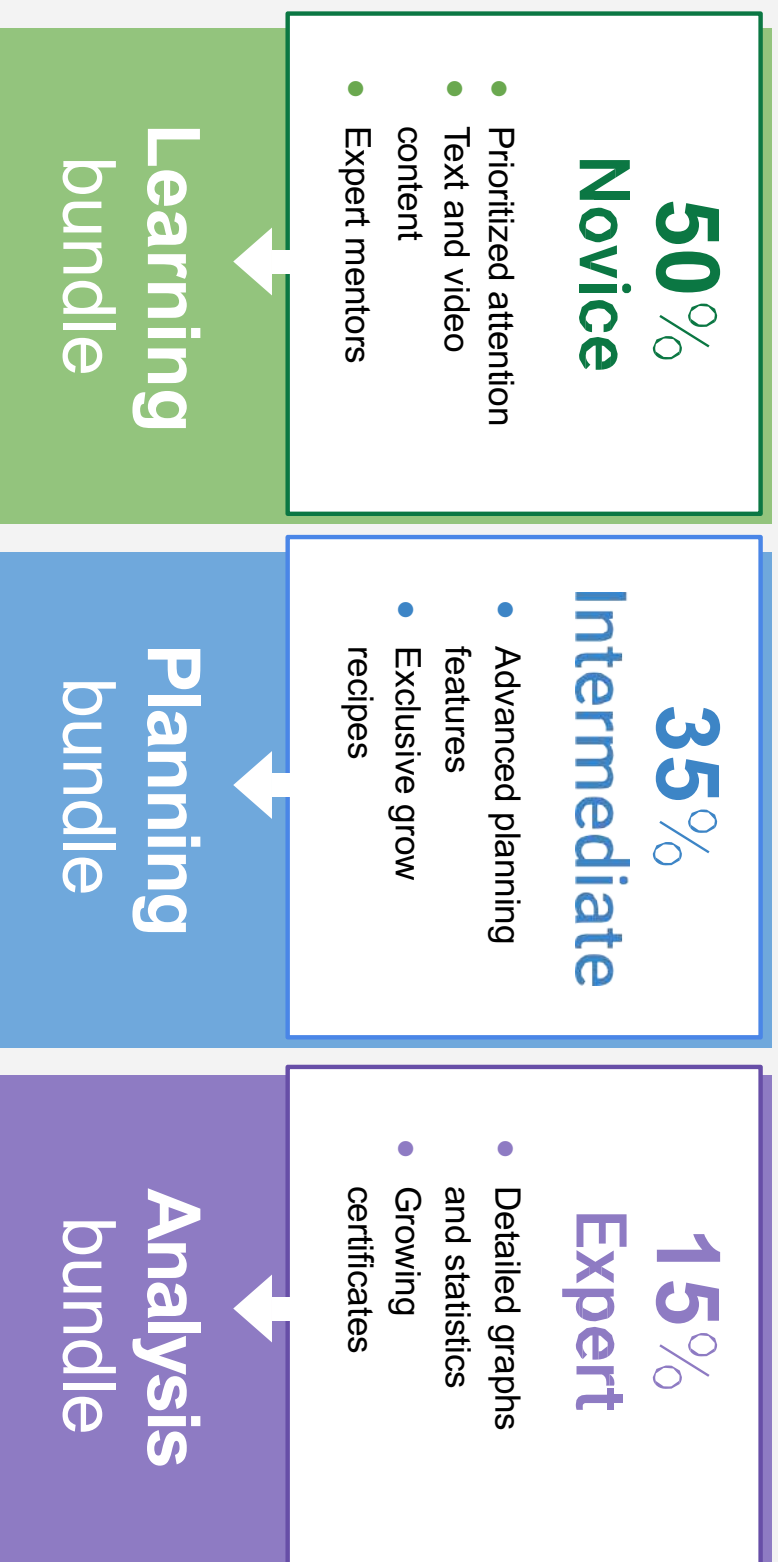 50%
Novice
• Prioritized attention
• Text and video
content
• Expert mentors
Learning
bundle
35%
Intermediate
• Advanced planning
features
• Exclusive grow
recipes
Planning
bundle
15%
Expert
• Detailed graphs
and statistics
• Growing
certificates
Analysis
bundle